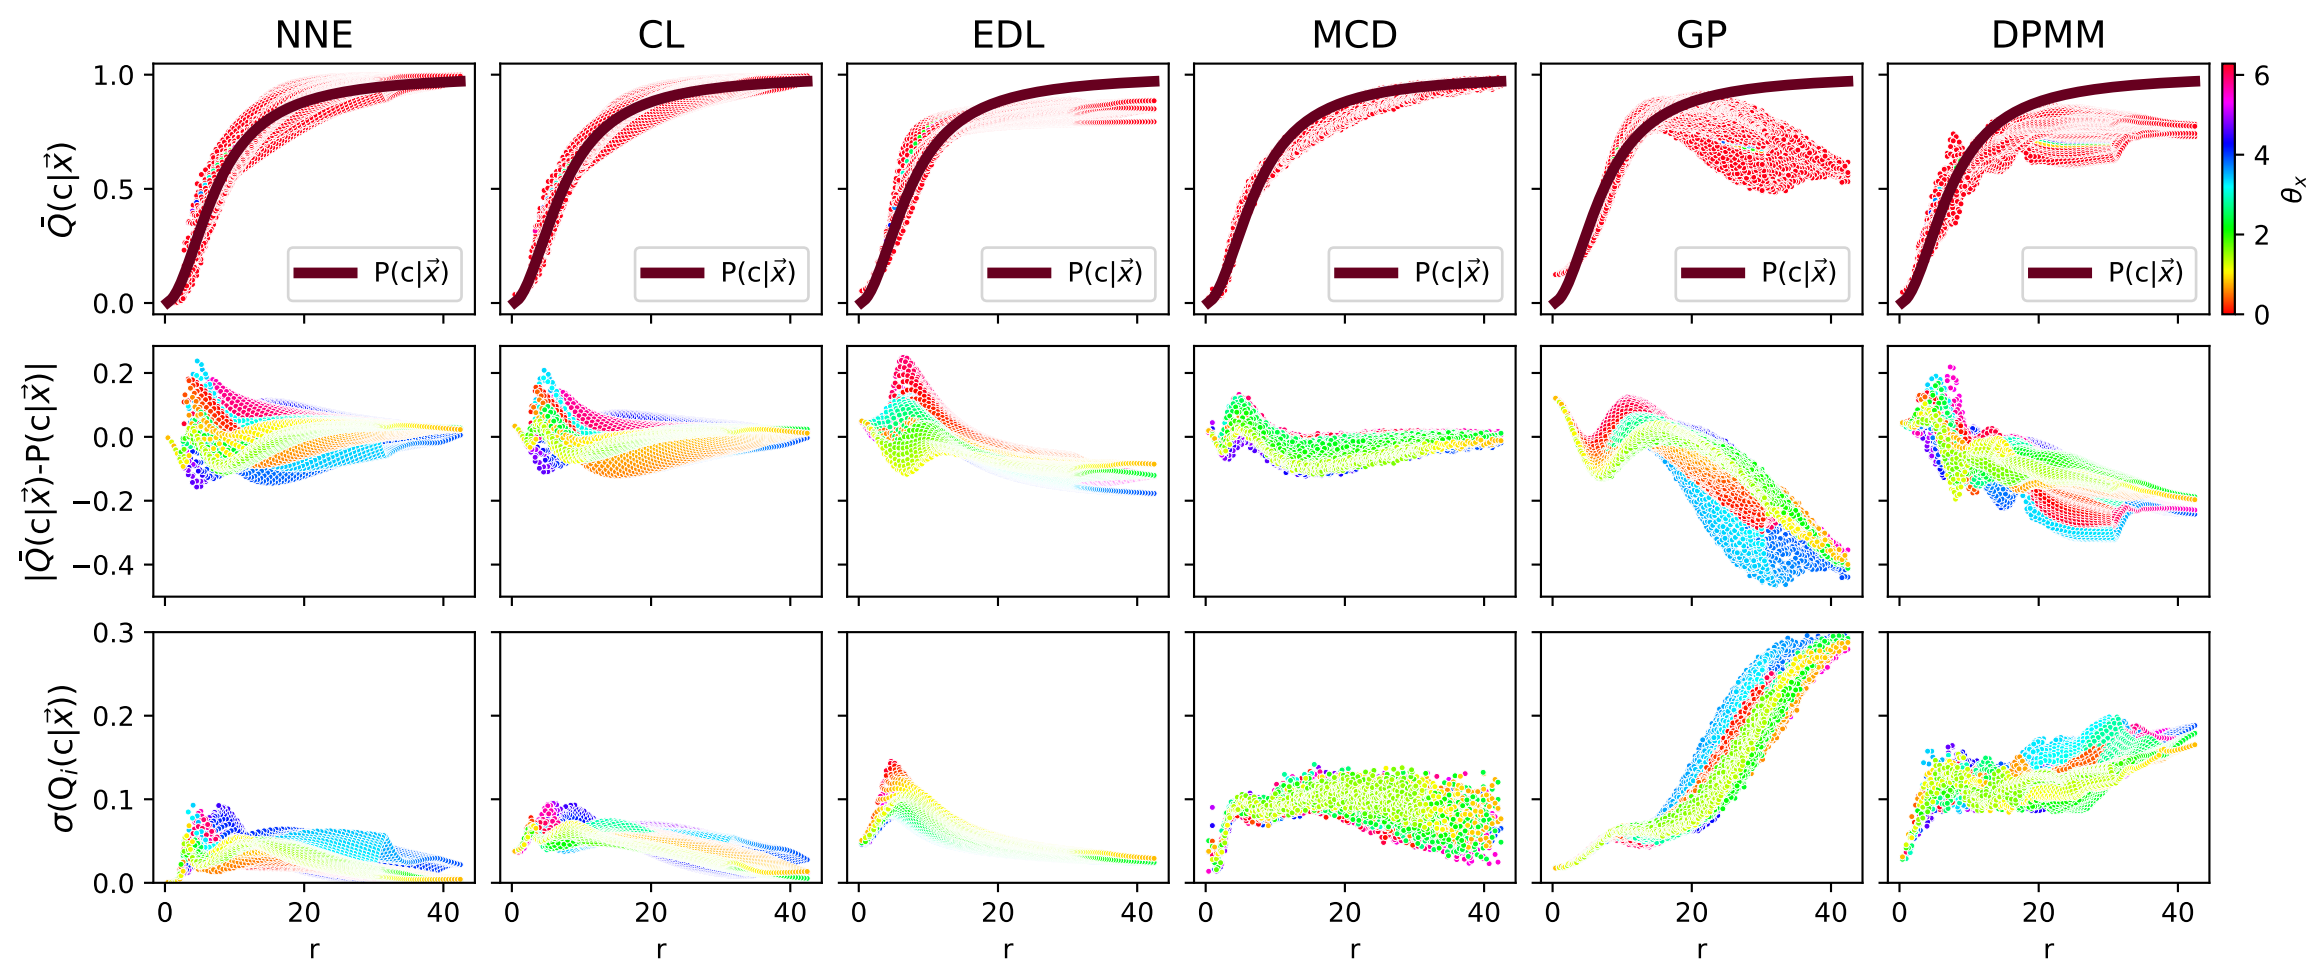 NNE CL EDL MCD GP DPMM
1.0
0.5
0.0
Q̄(c|x⃗)
P(c|x⃗) P(c|x⃗) P(c|x⃗) P(c|x⃗) P(c|x⃗) P(c|x⃗)
6
4
2
0
θₓ
0.2
0.0
−0.2
−0.4
|Q̄(c|x⃗)-P(c|x⃗)|
0.3
0.2
0.1
0.0
σ(Qᵢ(c|x⃗))
0 20 40 0 20 40 0 20 40 0 20 40 0 20 40 0 20 40
r r r r r r